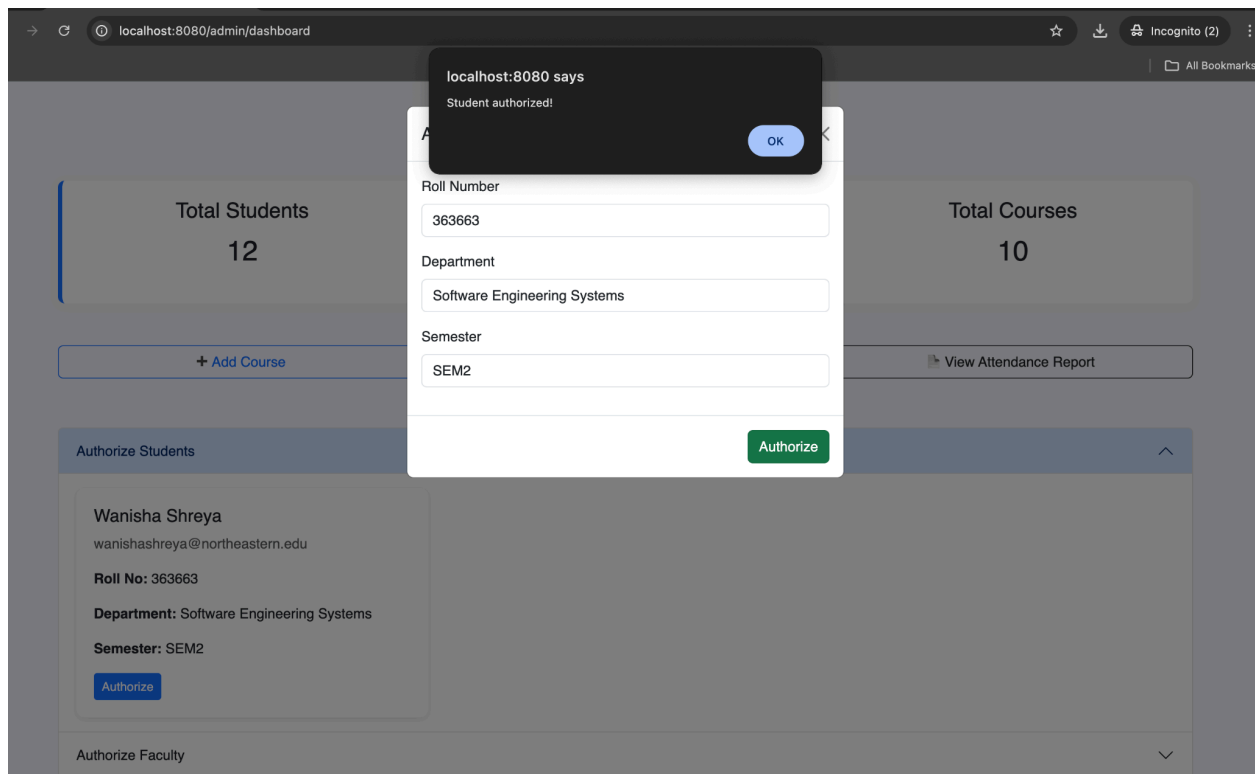 localhost:8080/admin/dashboard
Incognito (2)
All Bookmarks
localhost:8080 says
Student authorized!
OK
Roll Number
363663
Department
Software Engineering Systems
Semester
SEM2
Authorize
Total Students
12
Total Courses
10
+ Add Course
View Attendance Report
Authorize Students
Wanisha Shreya
wanishashreya@northeastern.edu
Roll No: 363663
Department: Software Engineering Systems
Semester: SEM2
Authorize
Authorize Faculty